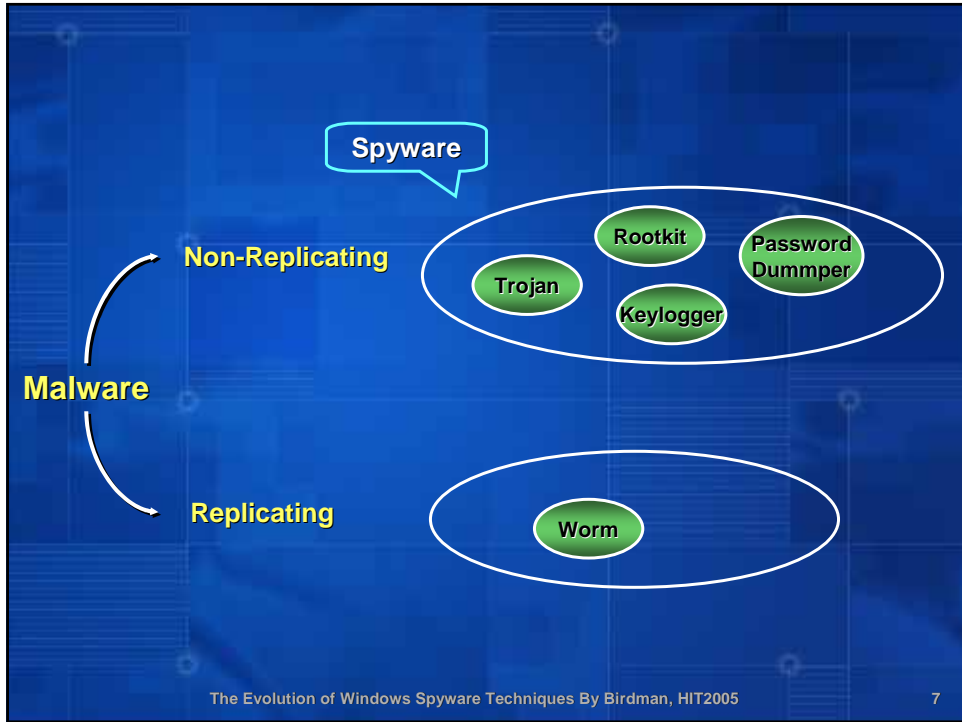 Spyware
Non-Replicating
Rootkit
Password
Dummper
Trojan
Keylogger
Malware
Replicating
Worm
The Evolution of Windows Spyware Techniques By Birdman, HIT2005
7